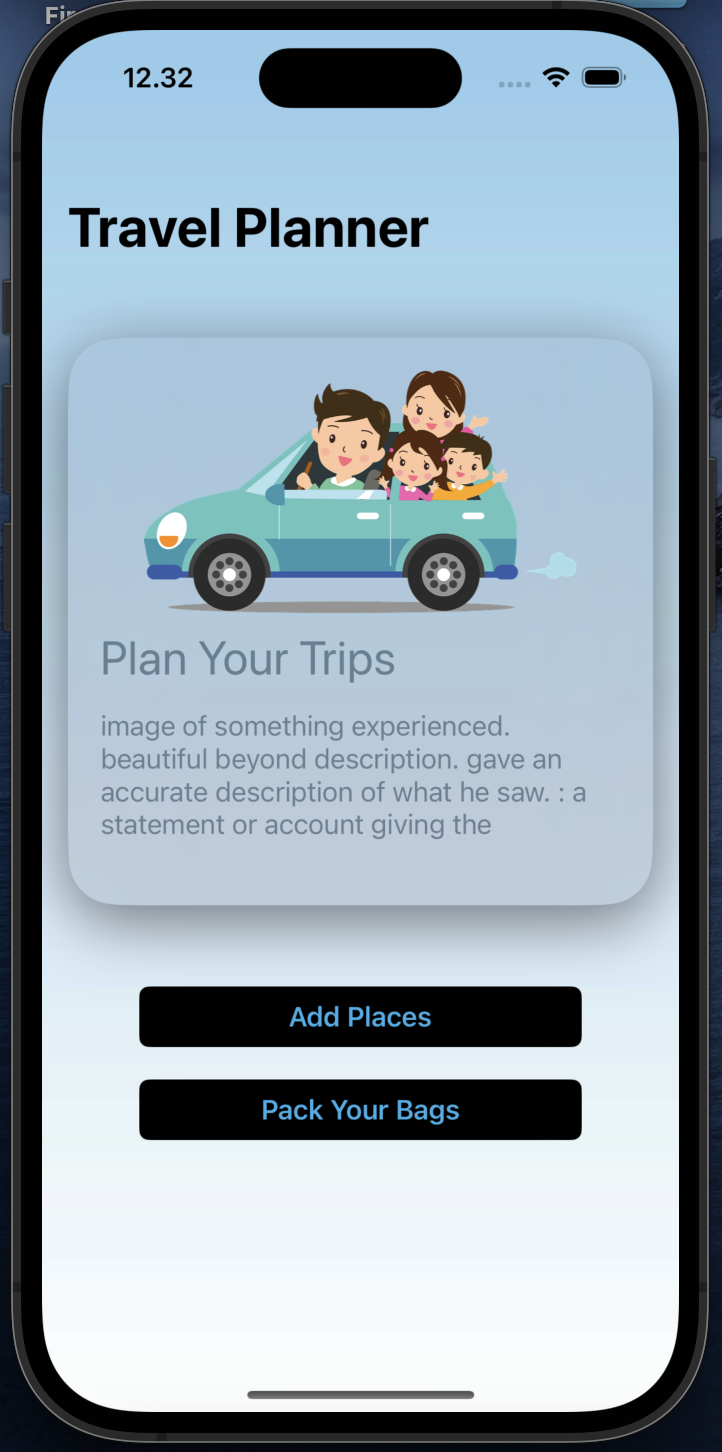 12.32
Travel Planner
Plan Your Trips
image of something experienced.
beautiful beyond description. gave an
accurate description of what he saw. : a
statement or account giving the
Add Places
Pack Your Bags